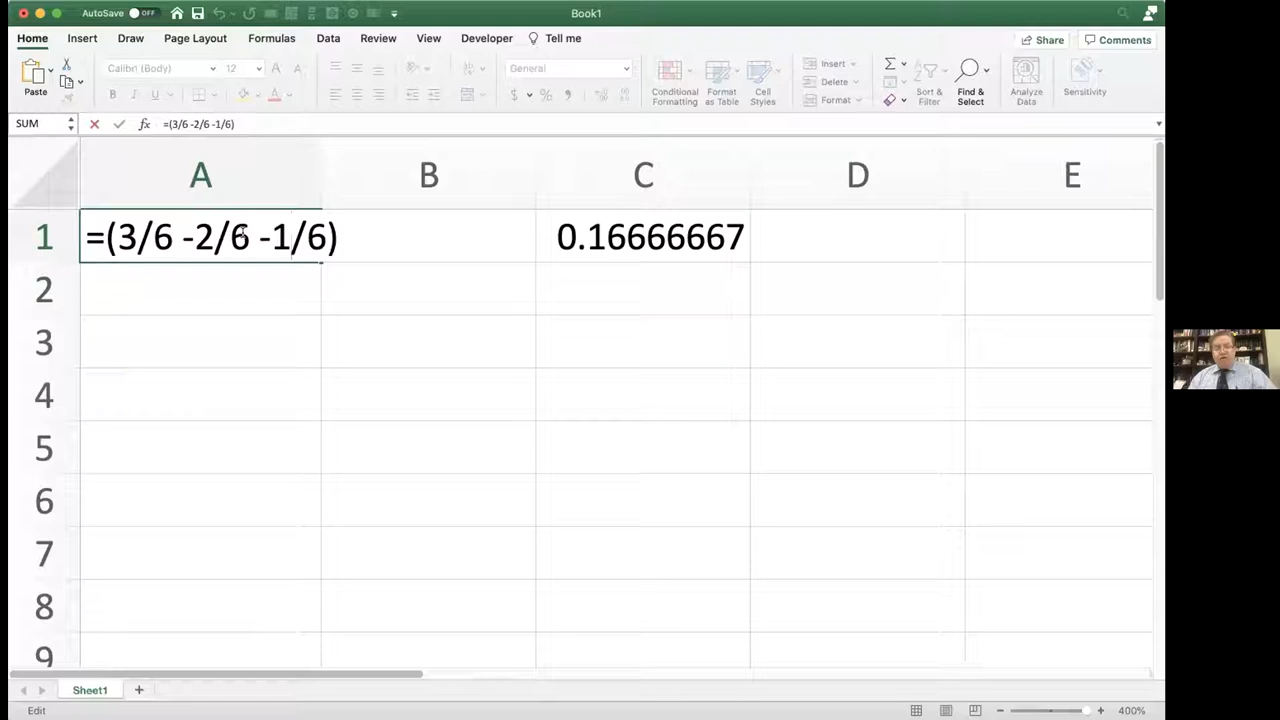 AutoSave OFF Book1
Home Insert Draw Page Layout Formulas Data Review View Developer Tell me Share Comments
Paste Calibri (Body) 12 General Conditional Formatting Format as Table Cell Styles Insert Delete Format Sort & Filter Find & Select Analyze Data Sensitivity
B I U A A A $ % Σ
SUM fx =(3/6 -2/6 -1/6)
A B C D E
1 =(3/6 -2/6 -1/6) 0.16666667
2
3
4
5
6
7
8
9
Sheet1 +
Edit 400%